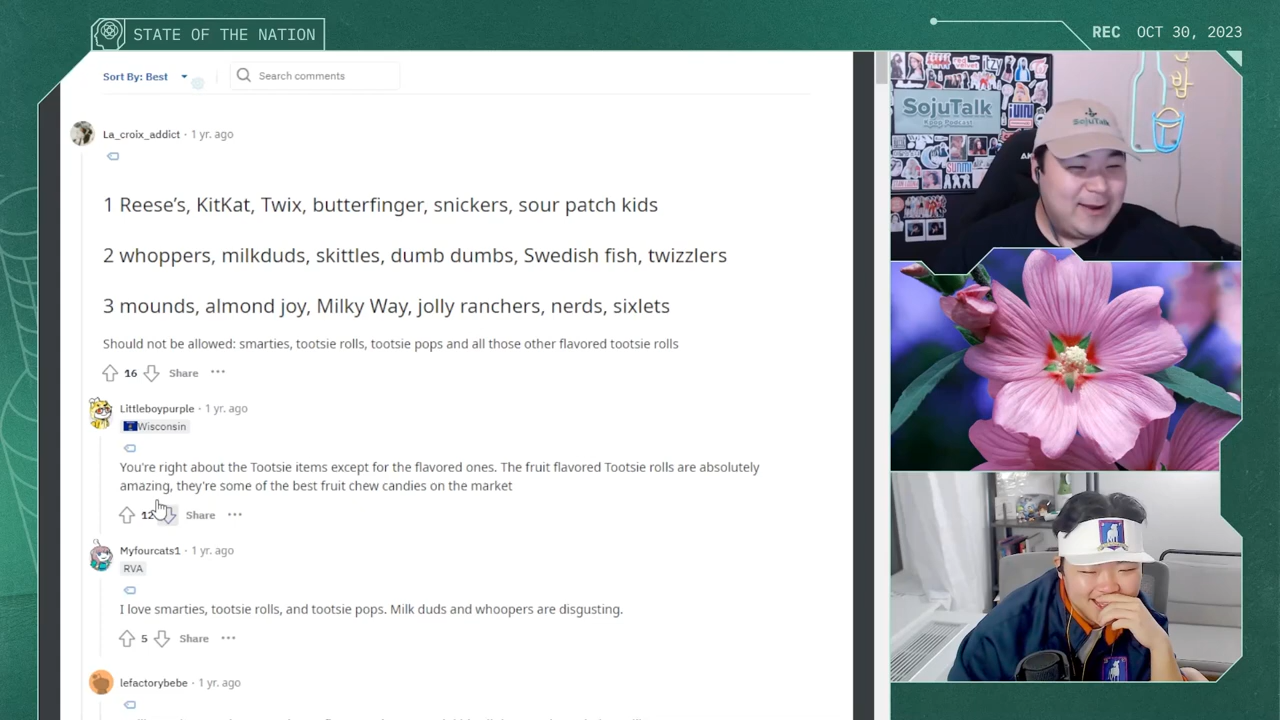 STATE OF THE NATION
REC OCT 30, 2023
Sort By: Best
Search comments
La_croix_addict · 1 yr. ago
1 Reese's, KitKat, Twix, butterfinger, snickers, sour patch kids
2 whoppers, milkduds, skittles, dumb dumbs, Swedish fish, twizzlers
3 mounds, almond joy, Milky Way, jolly ranchers, nerds, sixlets
Should not be allowed: smarties, tootsie rolls, tootsie pops and all those other flavored tootsie rolls
16 Share
Littleboypurple · 1 yr. ago
Wisconsin
You're right about the Tootsie items except for the flavored ones. The fruit flavored Tootsie rolls are absolutely
amazing, they're some of the best fruit chew candies on the market
12 Share
Myfourcats1 · 1 yr. ago
RVA
I love smarties, tootsie rolls, and tootsie pops. Milk duds and whoopers are disgusting.
5 Share
lefactorybebe · 1 yr. ago
SojuTalk
Kpop Podcast
SojuTalk
밤